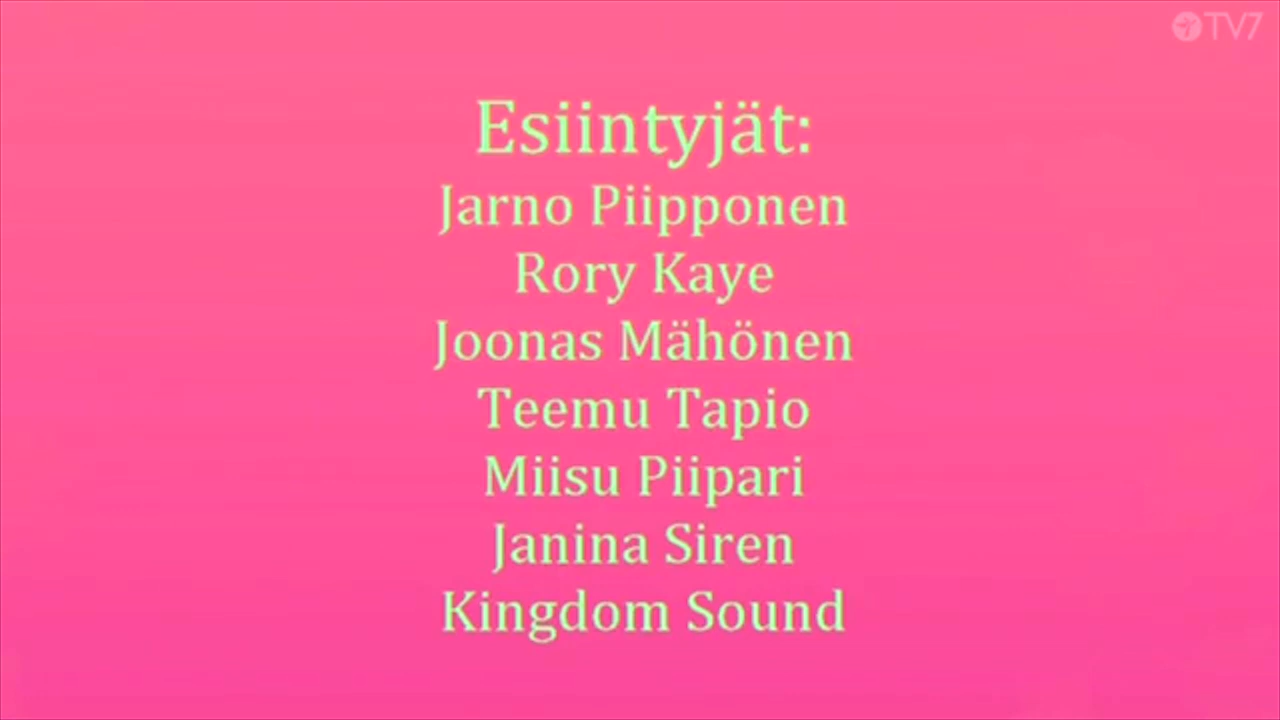 TV7
Esiintyjät:
Jarno Piipponen
Rory Kaye
Joonas Mähönen
Teemu Tapio
Miisu Piipari
Janina Siren
Kingdom Sound